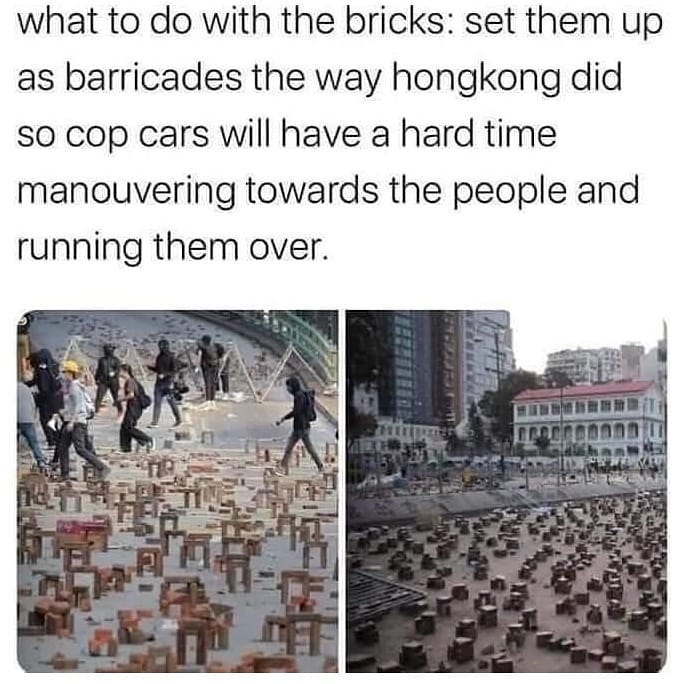 what to do with the bricks: set them up
as barricades the way hongkong did
so cop cars will have a hard time
manouvering towards the people and
running them over.